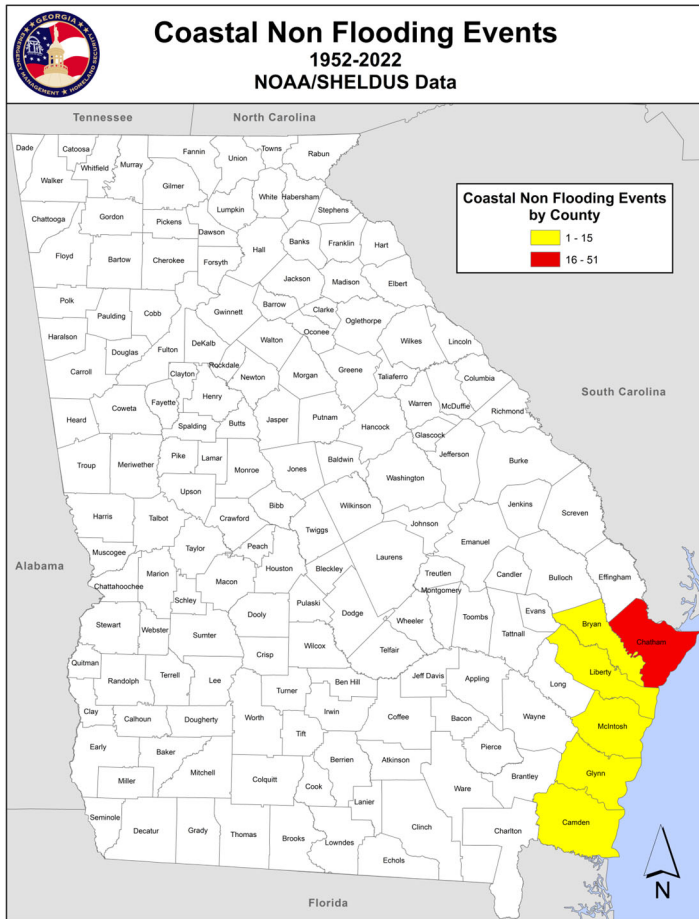 GEORGIA
EMERGENCY MANAGEMENT
HOMELAND SECURITY
Coastal Non Flooding Events
1952-2022
NOAA/SHELDUS Data
Tennessee
North Carolina
Coastal Non Flooding Events
by County
1 - 15
16 - 51
South Carolina
Alabama
Florida
N
Dade
Catoosa
Whitfield
Murray
Fannin
Union
Towns
Rabun
Walker
Gilmer
White
Habersham
Stephens
Lumpkin
Chattooga
Gordon
Pickens
Dawson
Banks
Franklin
Hart
Hall
Floyd
Bartow
Cherokee
Forsyth
Jackson
Madison
Elbert
Polk
Paulding
Cobb
Gwinnett
Barrow
Clarke
Oconee
Oglethorpe
Wilkes
Lincoln
Haralson
Douglas
Fulton
DeKalb
Walton
Rockdale
Newton
Morgan
Greene
Taliaferro
Columbia
Carroll
Clayton
Henry
Fayette
Warren
McDuffie
Richmond
Heard
Coweta
Spalding
Butts
Jasper
Putnam
Hancock
Glascock
Jefferson
Burke
Troup
Meriwether
Pike
Lamar
Monroe
Jones
Baldwin
Washington
Upson
Wilkinson
Jenkins
Screven
Harris
Talbot
Crawford
Bibb
Twiggs
Johnson
Emanuel
Muscogee
Taylor
Peach
Houston
Bleckley
Laurens
Treutlen
Candler
Bulloch
Effingham
Chattahoochee
Marion
Macon
Montgomery
Schley
Dooly
Pulaski
Dodge
Wheeler
Toombs
Evans
Tattnall
Bryan
Chatham
Stewart
Webster
Sumter
Crisp
Wilcox
Telfair
Quitman
Randolph
Terrell
Lee
Ben Hill
Jeff Davis
Appling
Long
Liberty
Turner
Clay
Calhoun
Dougherty
Worth
Irwin
Coffee
Bacon
Wayne
McIntosh
Tift
Early
Baker
Mitchell
Berrien
Atkinson
Pierce
Miller
Colquitt
Cook
Ware
Brantley
Glynn
Lanier
Seminole
Decatur
Grady
Thomas
Brooks
Lowndes
Clinch
Charlton
Camden
Echols